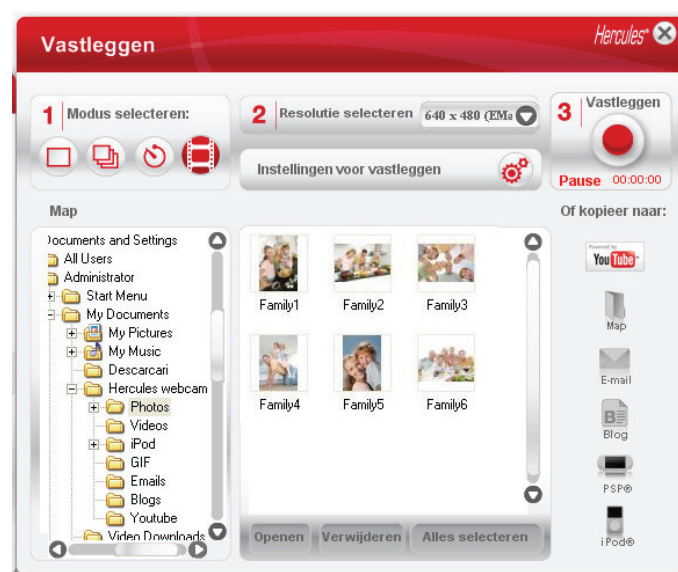 Vastleggen
Hercules
1 Modus selecteren:
2 Resolutie selecteren 640 x 480 (EMa
Instellingen voor vastleggen
3 Vastleggen
Pause 00:00:00
Map
Documents and Settings
All Users
Administrator
Start Menu
My Documents
My Pictures
My Music
Descarcari
Hercules webcam
Photos
Videos
iPod
GIF
Emails
Blogs
Youtube
Video Downloads
Family1 Family2 Family3
Family4 Family5 Family6
Openen Verwijderen Alles selecteren
Of kopieer naar:
Powered by
You Tube
Map
E-mail
B
Blog
PSP®
iPod®